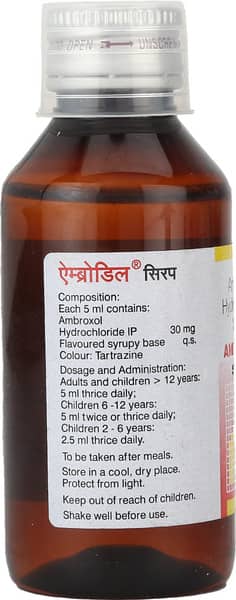 TO OPEN UNSCRE
ऐम्ब्रोडिल® सिरप
Composition:
Each 5 ml contains:
Ambroxol
Hydrochloride IP 30 mg
Flavoured syrupy base q.s.
Colour: Tartrazine
Dosage and Administration:
Adults and children > 12 years:
5 ml thrice daily;
Children 6 -12 years:
5 ml twice or thrice daily;
Children 2 - 6 years:
2.5 ml thrice daily.
To be taken after meals.
Store in a cool, dry place.
Protect from light.
Keep out of reach of children.
Shake well before use.